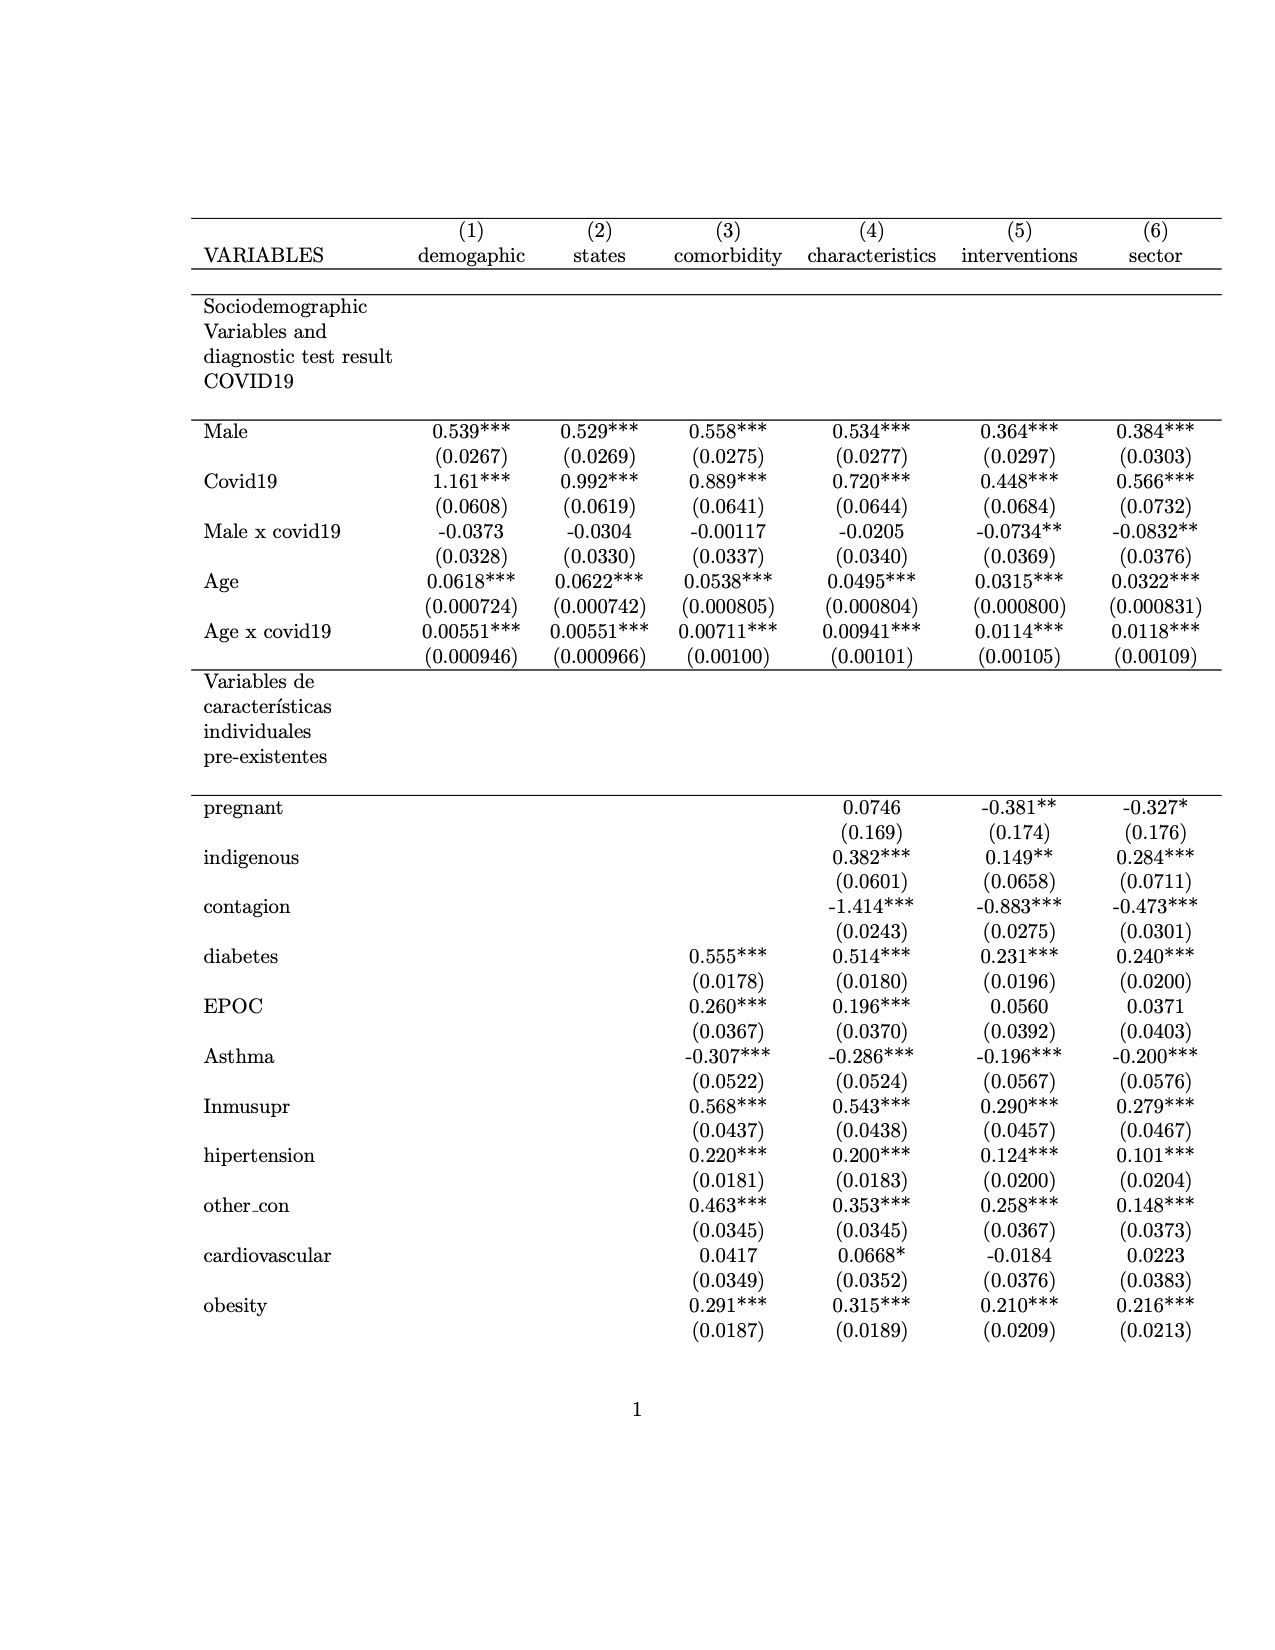 (1) (2) (3) (4) (5) (6)
VARIABLES demogaphic states comorbidity characteristics interventions sector
Sociodemographic
Variables and
diagnostic test result
COVID19
Male 0.539*** 0.529*** 0.558*** 0.534*** 0.364*** 0.384***
(0.0267) (0.0269) (0.0275) (0.0277) (0.0297) (0.0303)
Covid19 1.161*** 0.992*** 0.889*** 0.720*** 0.448*** 0.566***
(0.0608) (0.0619) (0.0641) (0.0644) (0.0684) (0.0732)
Male x covid19 -0.0373 -0.0304 -0.00117 -0.0205 -0.0734** -0.0832**
(0.0328) (0.0330) (0.0337) (0.0340) (0.0369) (0.0376)
Age 0.0618*** 0.0622*** 0.0538*** 0.0495*** 0.0315*** 0.0322***
(0.000724) (0.000742) (0.000805) (0.000804) (0.000800) (0.000831)
Age x covid19 0.00551*** 0.00551*** 0.00711*** 0.00941*** 0.0114*** 0.0118***
(0.000946) (0.000966) (0.00100) (0.00101) (0.00105) (0.00109)
Variables de
características
individuales
pre-existentes
pregnant 0.0746 -0.381** -0.327*
(0.169) (0.174) (0.176)
indigenous 0.382*** 0.149** 0.284***
(0.0601) (0.0658) (0.0711)
contagion -1.414*** -0.883*** -0.473***
(0.0243) (0.0275) (0.0301)
diabetes 0.555*** 0.514*** 0.231*** 0.240***
(0.0178) (0.0180) (0.0196) (0.0200)
EPOC 0.260*** 0.196*** 0.0560 0.0371
(0.0367) (0.0370) (0.0392) (0.0403)
Asthma -0.307*** -0.286*** -0.196*** -0.200***
(0.0522) (0.0524) (0.0567) (0.0576)
Inmusupr 0.568*** 0.543*** 0.290*** 0.279***
(0.0437) (0.0438) (0.0457) (0.0467)
hipertension 0.220*** 0.200*** 0.124*** 0.101***
(0.0181) (0.0183) (0.0200) (0.0204)
other_con 0.463*** 0.353*** 0.258*** 0.148***
(0.0345) (0.0345) (0.0367) (0.0373)
cardiovascular 0.0417 0.0668* -0.0184 0.0223
(0.0349) (0.0352) (0.0376) (0.0383)
obesity 0.291*** 0.315*** 0.210*** 0.216***
(0.0187) (0.0189) (0.0209) (0.0213)
1